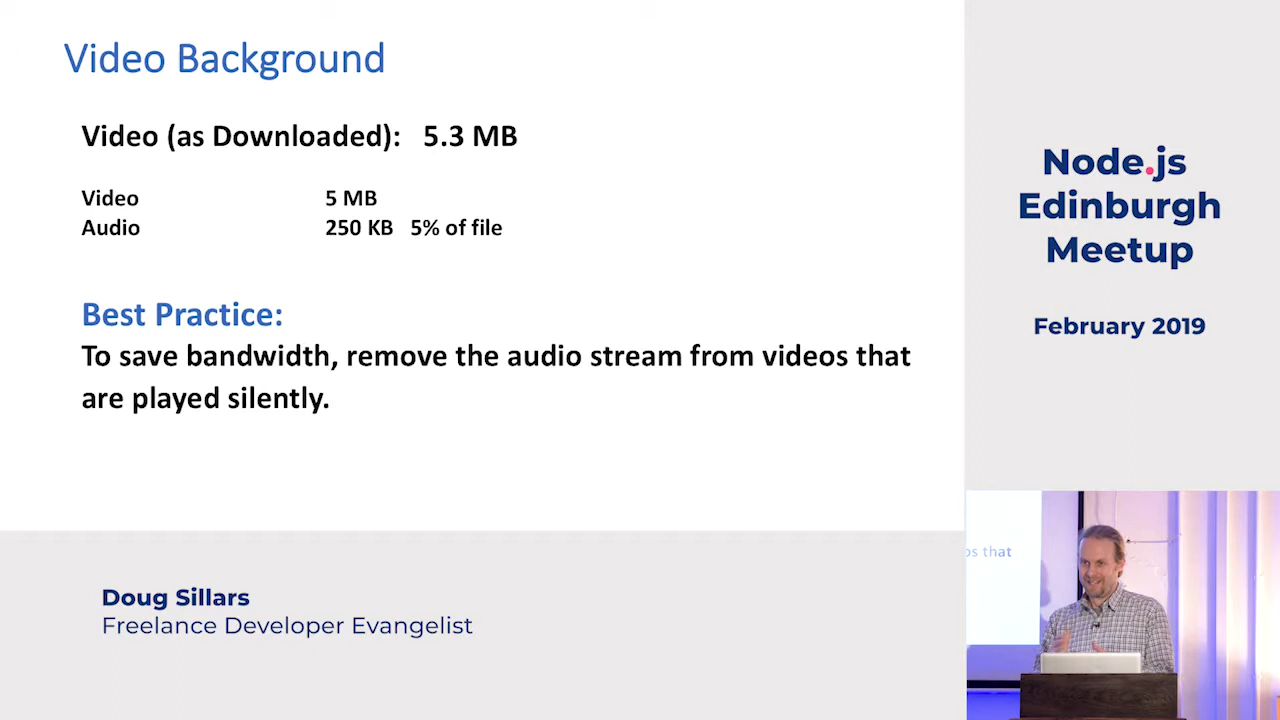 Video Background
Video (as Downloaded): 5.3 MB
Video 5 MB
Audio 250 KB 5% of file
Best Practice:
To save bandwidth, remove the audio stream from videos that
are played silently.
Node.js
Edinburgh
Meetup
February 2019
os that
Doug Sillars
Freelance Developer Evangelist